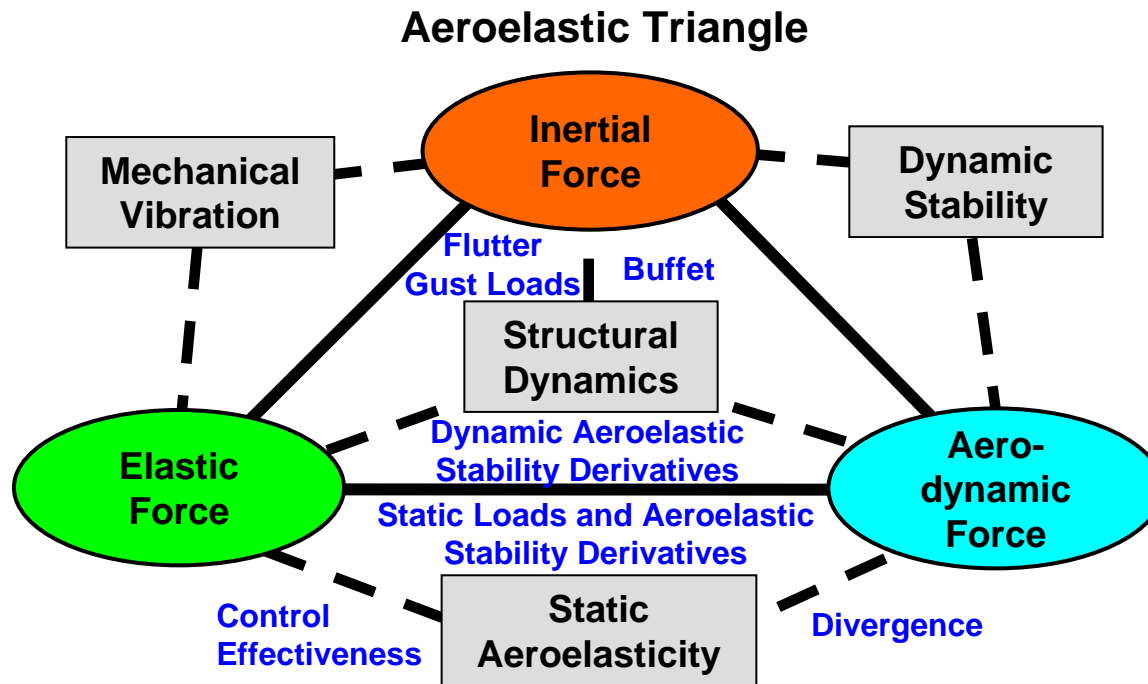 Aeroelastic Triangle
Inertial
Force
Mechanical
Vibration
Dynamic
Stability
Flutter
Gust Loads
Buffet
Structural
Dynamics
Dynamic Aeroelastic
Stability Derivatives
Elastic
Force
Aero-
dynamic
Force
Static Loads and Aeroelastic
Stability Derivatives
Control
Effectiveness
Static
Aeroelasticity
Divergence